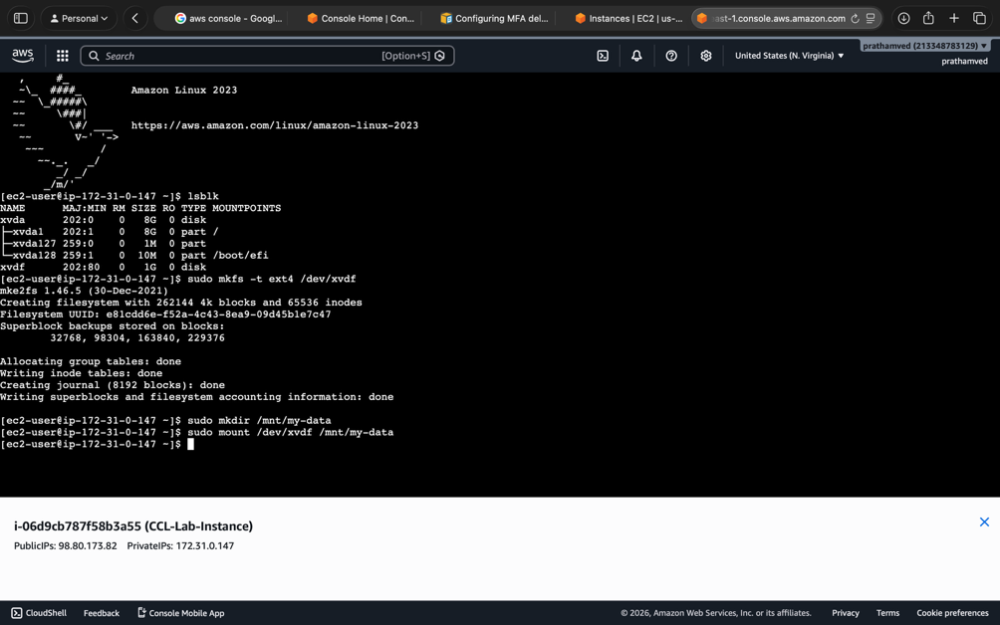 Personal
aws console - Googl...
Console Home | Con...
Configuring MFA del...
Instances | EC2 | us-...
ast-1.console.aws.amazon.com
aws
Search
[Option+S]
United States (N. Virginia)
prathamved (213348783129)
prathamved
   ,     #_
   ~\_  ####_        Amazon Linux 2023
  ~~  \_#####\
  ~~     \###|
  ~~       \#/ ___   https://aws.amazon.com/linux/amazon-linux-2023
   ~~       V~' '->
    ~~~         /
      ~~._.   _/
         _/ _/
       _/m/'
[ec2-user@ip-172-31-0-147 ~]$ lsblk
NAME      MAJ:MIN RM SIZE RO TYPE MOUNTPOINTS
xvda      202:0    0   8G  0 disk
├─xvda1   202:1    0   8G  0 part /
├─xvda127 259:0    0   1M  0 part
└─xvda128 259:1    0  10M  0 part /boot/efi
xvdf      202:80   0   1G  0 disk
[ec2-user@ip-172-31-0-147 ~]$ sudo mkfs -t ext4 /dev/xvdf
mke2fs 1.46.5 (30-Dec-2021)
Creating filesystem with 262144 4k blocks and 65536 inodes
Filesystem UUID: e81cdd6e-f52a-4c43-8ea9-09d45b1e7c47
Superblock backups stored on blocks:
        32768, 98304, 163840, 229376
Allocating group tables: done
Writing inode tables: done
Creating journal (8192 blocks): done
Writing superblocks and filesystem accounting information: done
[ec2-user@ip-172-31-0-147 ~]$ sudo mkdir /mnt/my-data
[ec2-user@ip-172-31-0-147 ~]$ sudo mount /dev/xvdf /mnt/my-data
[ec2-user@ip-172-31-0-147 ~]$
i-06d9cb787f58b3a55 (CCL-Lab-Instance)
PublicIPs: 98.80.173.82 PrivateIPs: 172.31.0.147
CloudShell Feedback Console Mobile App © 2026, Amazon Web Services, Inc. or its affiliates. Privacy Terms Cookie preferences